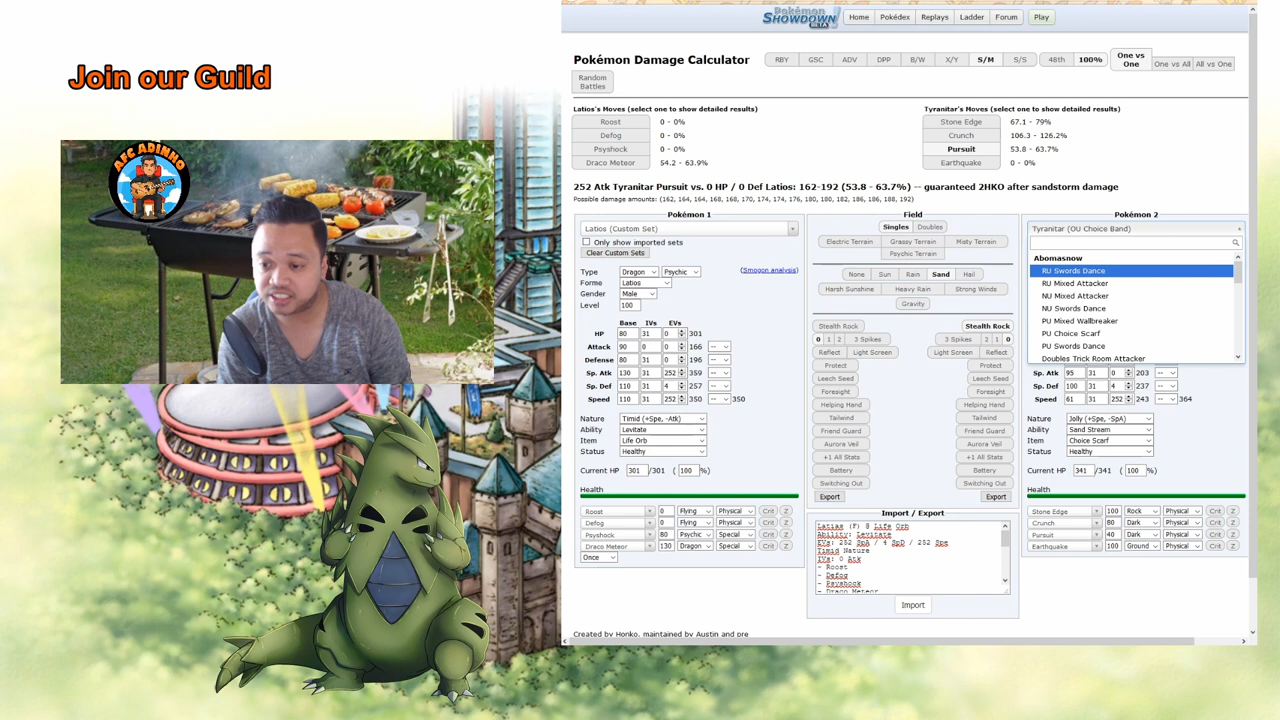 Join our Guild
AFC ADINHO
Pokémon
SHOWDOWN
BETA
Home Pokédex Replays Ladder Forum Play
Pokémon Damage Calculator
RBY GSC ADV DPP B/W X/Y S/M S/S 48th 100% One vs One One vs All All vs One
Random Battles
Latios's Moves (select one to show detailed results)
Roost 0 - 0%
Defog 0 - 0%
Psyshock 0 - 0%
Draco Meteor 54.2 - 63.9%
Tyranitar's Moves (select one to show detailed results)
Stone Edge 67.1 - 79%
Crunch 106.3 - 126.2%
Pursuit 53.8 - 63.7%
Earthquake 0 - 0%
252 Atk Tyranitar Pursuit vs. 0 HP / 0 Def Latios: 162-192 (53.8 - 63.7%) -- guaranteed 2HKO after sandstorm damage
Possible damage amounts: (162, 164, 164, 168, 168, 170, 174, 174, 176, 180, 180, 182, 186, 186, 188, 192)
Pokémon 1
Latios (Custom Set)
Only show imported sets
Clear Custom Sets
Type Dragon Psychic (Smogon analysis)
Forme Latios
Gender Male
Level 100
Base IVs EVs
HP 80 31 0 301
Attack 90 0 0 166 --
Defense 80 31 0 196 --
Sp. Atk 130 31 252 359 --
Sp. Def 110 31 4 257 --
Speed 110 31 252 350 -- 350
Nature Timid (+Spe, -Atk)
Ability Levitate
Item Life Orb
Status Healthy
Current HP 301 /301 ( 100 %)
Health
Roost 0 Flying Physical Crit Z
Defog 0 Flying Physical Crit Z
Psyshock 80 Psychic Special Crit Z
Draco Meteor 130 Dragon Special Crit Z
Once
Field
Singles Doubles
Electric Terrain Grassy Terrain Misty Terrain
Psychic Terrain
None Sun Rain Sand Hail
Harsh Sunshine Heavy Rain Strong Winds
Gravity
Stealth Rock Stealth Rock
0 1 2 3 Spikes 3 Spikes 2 1 0
Reflect Light Screen Light Screen Reflect
Protect Protect
Leech Seed Leech Seed
Foresight Foresight
Helping Hand Helping Hand
Tailwind Tailwind
Friend Guard Friend Guard
Aurora Veil Aurora Veil
+1 All Stats +1 All Stats
Battery Battery
Switching Out Switching Out
Export Export
Import / Export
Latias (F) @ Life Orb
Ability: Levitate
EVs: 252 SpA / 4 SpD / 252 Spe
Timid Nature
IVs: 0 Atk
- Roost
- Defog
- Psyshock
- Draco Meteor
Import
Pokémon 2
Tyranitar (OU Choice Band)
Abomasnow
RU Swords Dance
RU Mixed Attacker
NU Mixed Attacker
NU Swords Dance
PU Mixed Wallbreaker
PU Choice Scarf
PU Swords Dance
Doubles Trick Room Attacker
Sp. Atk 95 31 0 203 --
Sp. Def 100 31 4 237 --
Speed 61 31 252 243 -- 364
Nature Jolly (+Spe, -SpA)
Ability Sand Stream
Item Choice Scarf
Status Healthy
Current HP 341 /341 ( 100 %)
Health
Stone Edge 100 Rock Physical Crit Z
Crunch 80 Dark Physical Crit Z
Pursuit 40 Dark Physical Crit Z
Earthquake 100 Ground Physical Crit Z
Created by Honko, maintained by Austin and pre